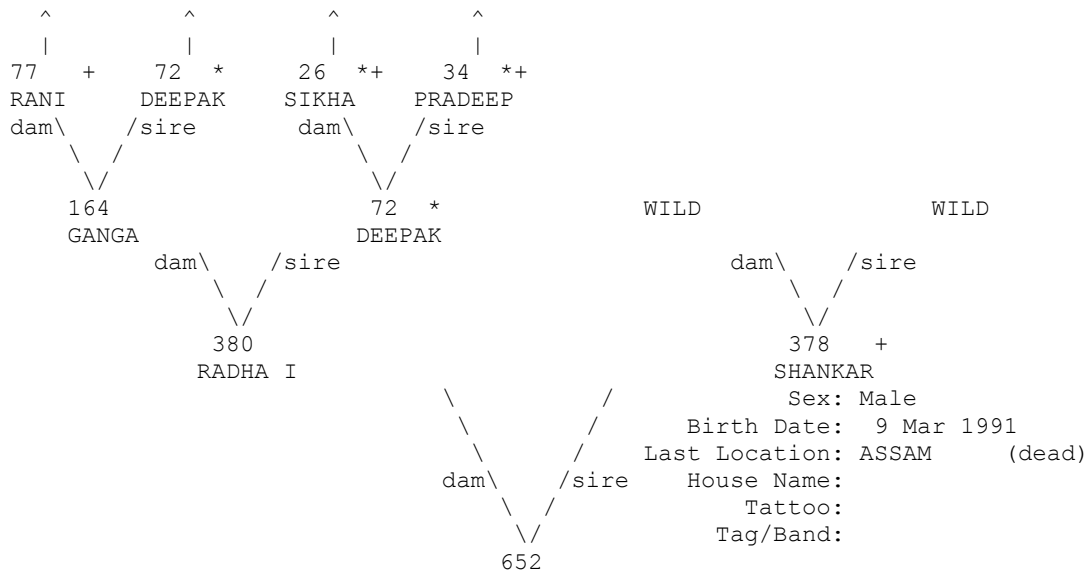 ^ ^ ^ ^
| | | |
77 + 72 * 26 *+ 34 *+
RANI DEEPAK SIKHA PRADEEP
dam\ /sire dam\ /sire
\ / \ /
\/ \/
164 72 * WILD WILD
GANGA DEEPAK
dam\ /sire dam\ /sire
\ / \ /
\/ \/
380 378 +
RADHA I SHANKAR
\ / Sex: Male
\ / Birth Date: 9 Mar 1991
\ / Last Location: ASSAM (dead)
dam\ /sire House Name:
\ / Tattoo:
\/ Tag/Band:
652